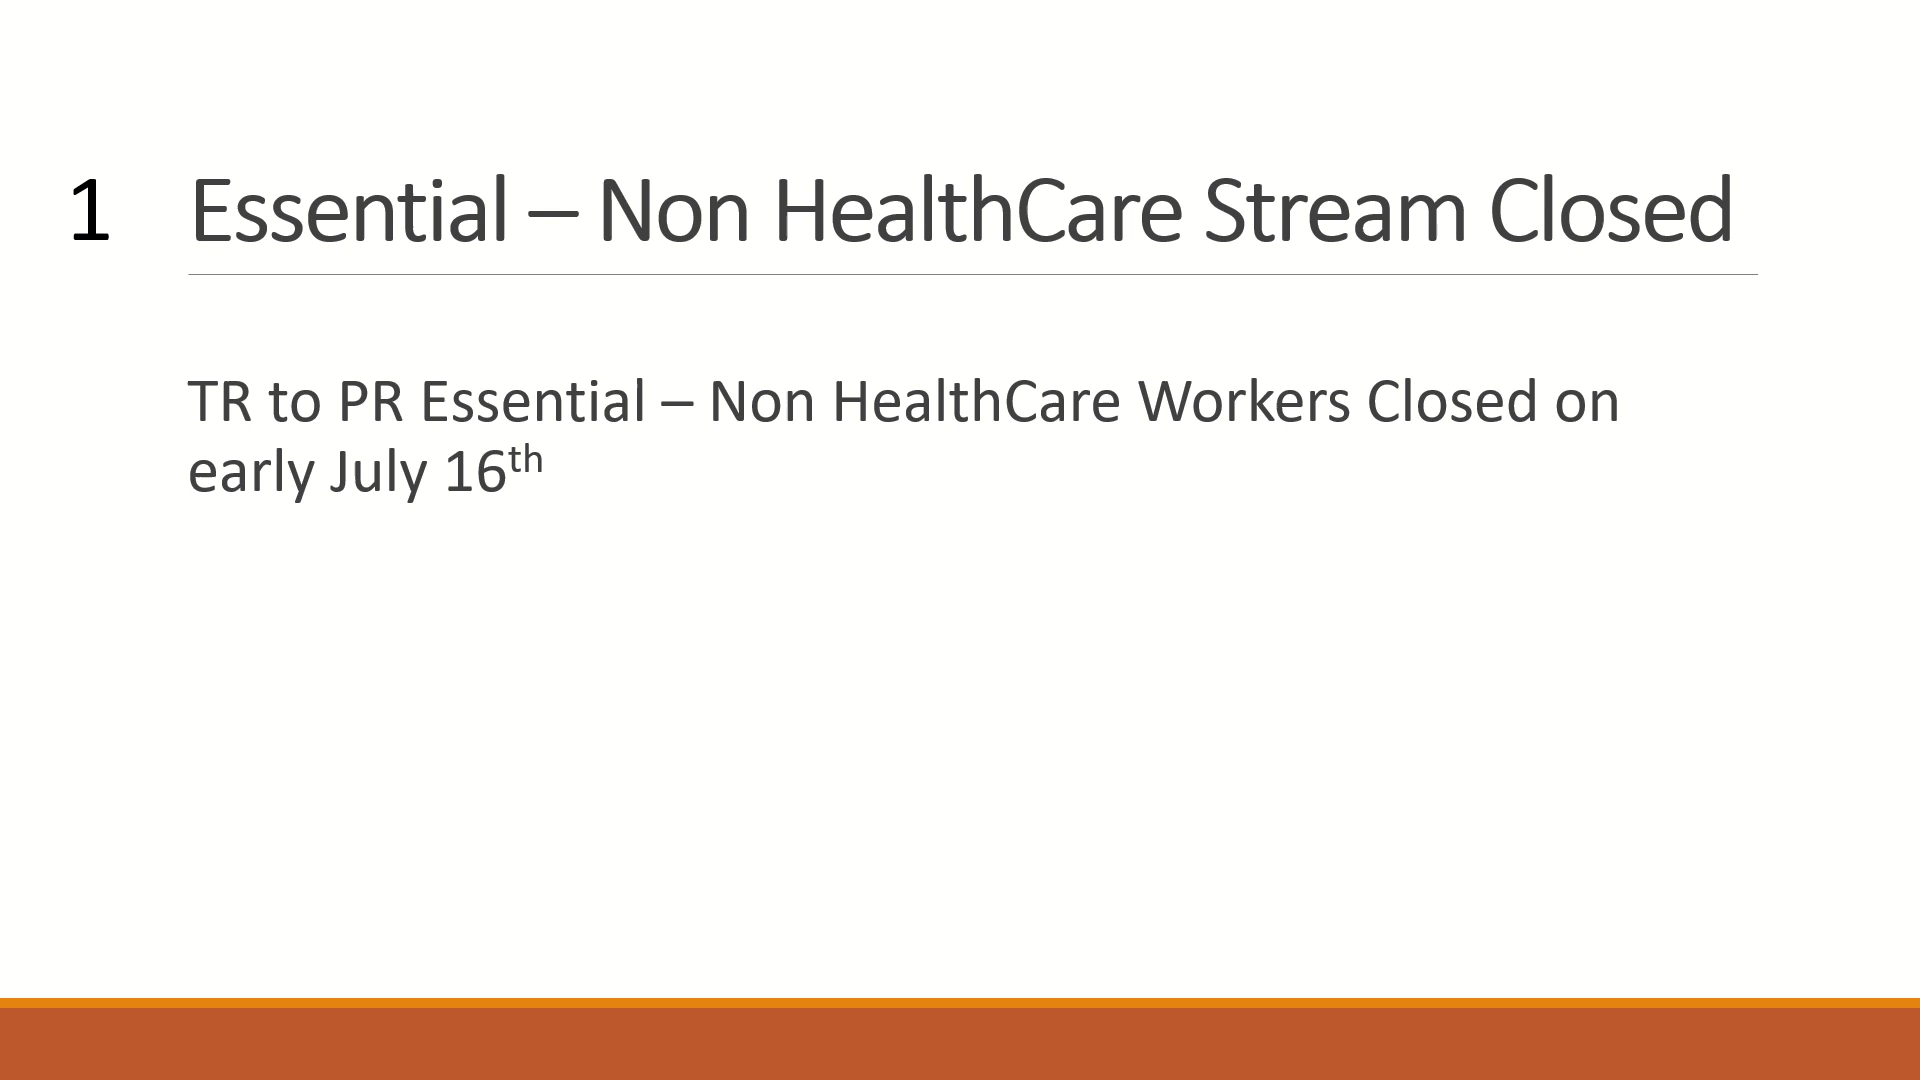 1 Essential – Non HealthCare Stream Closed
TR to PR Essential – Non HealthCare Workers Closed on
early July 16th